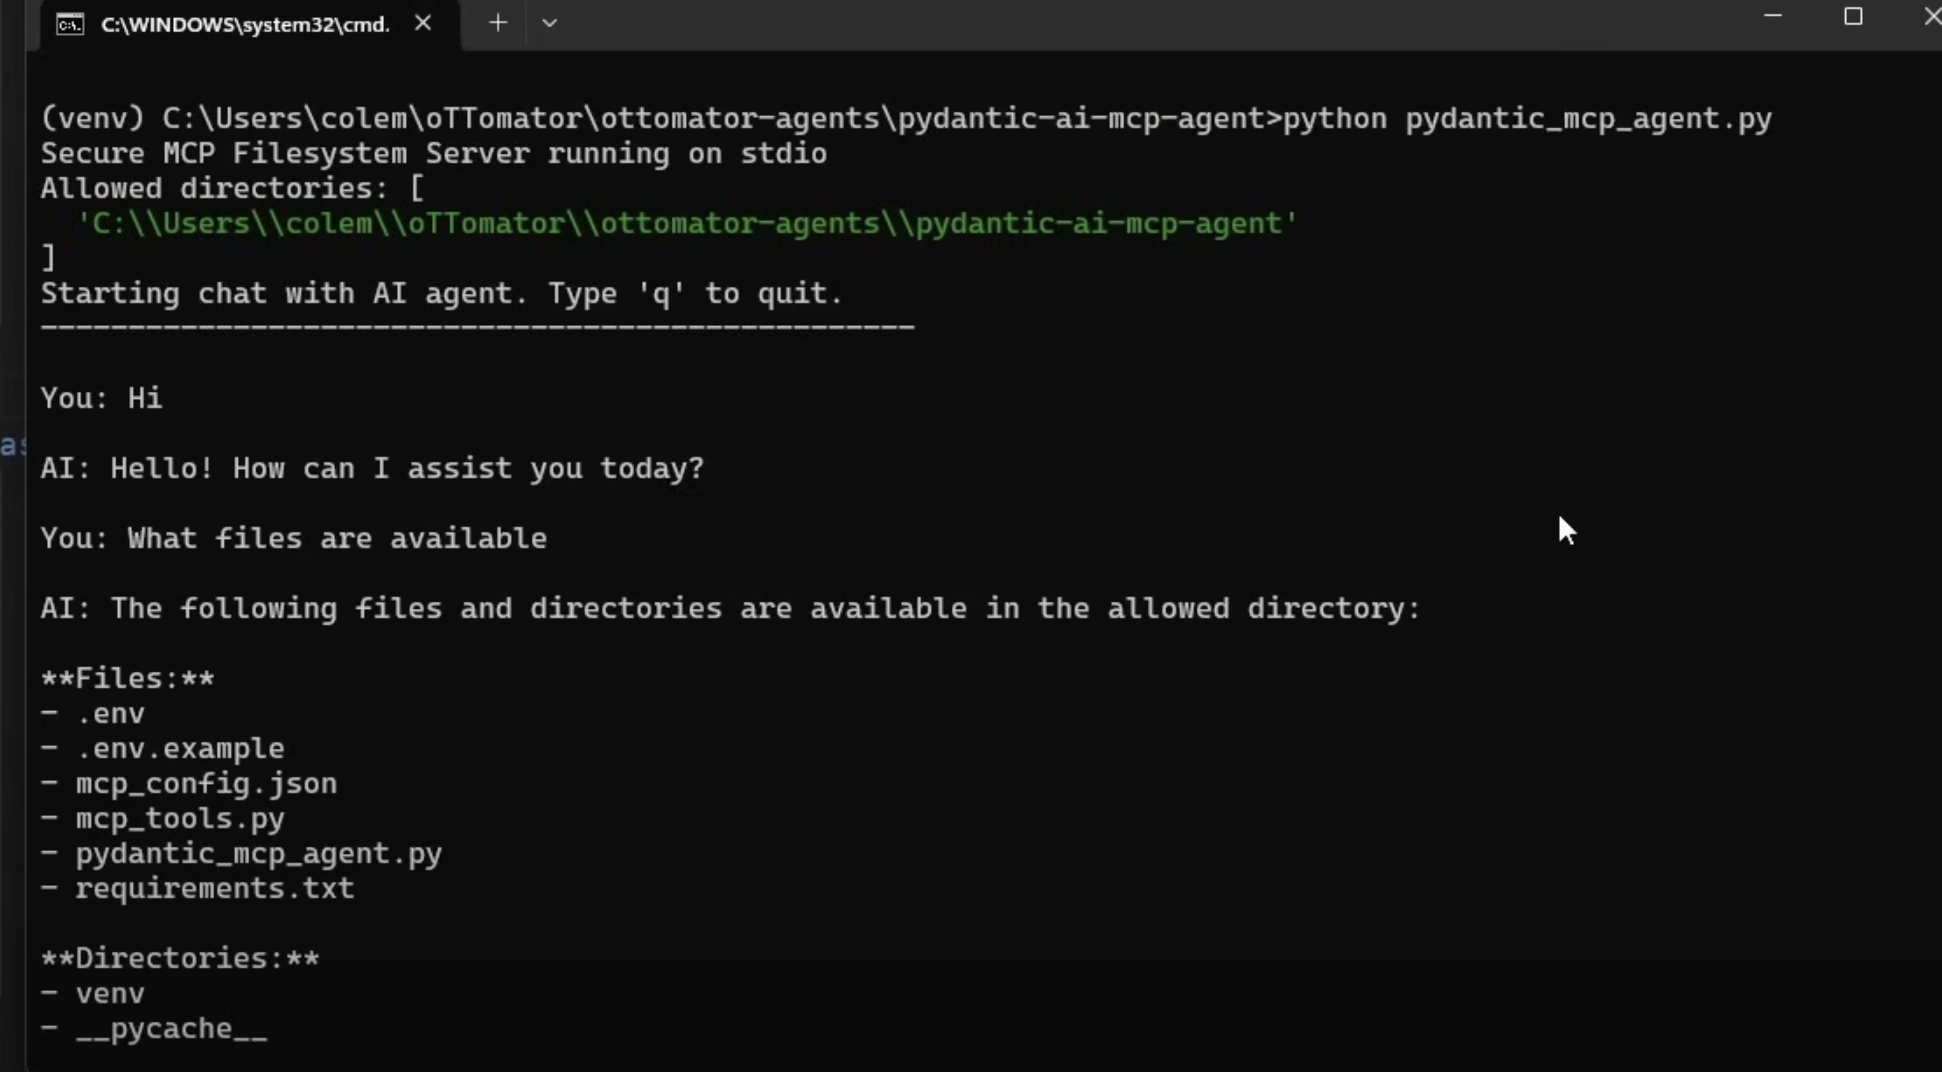 C:\WINDOWS\system32\cmd.
(venv) C:\Users\colem\oTTomator\ottomator-agents\pydantic-ai-mcp-agent>python pydantic_mcp_agent.py
Secure MCP Filesystem Server running on stdio
Allowed directories: [
  'C:\\Users\\colem\\oTTomator\\ottomator-agents\\pydantic-ai-mcp-agent'
]
Starting chat with AI agent. Type 'q' to quit.
--------------------------------------------------
You: Hi
as
AI: Hello! How can I assist you today?
You: What files are available
AI: The following files and directories are available in the allowed directory:
**Files:**
- .env
- .env.example
- mcp_config.json
- mcp_tools.py
- pydantic_mcp_agent.py
- requirements.txt
**Directories:**
- venv
- __pycache__